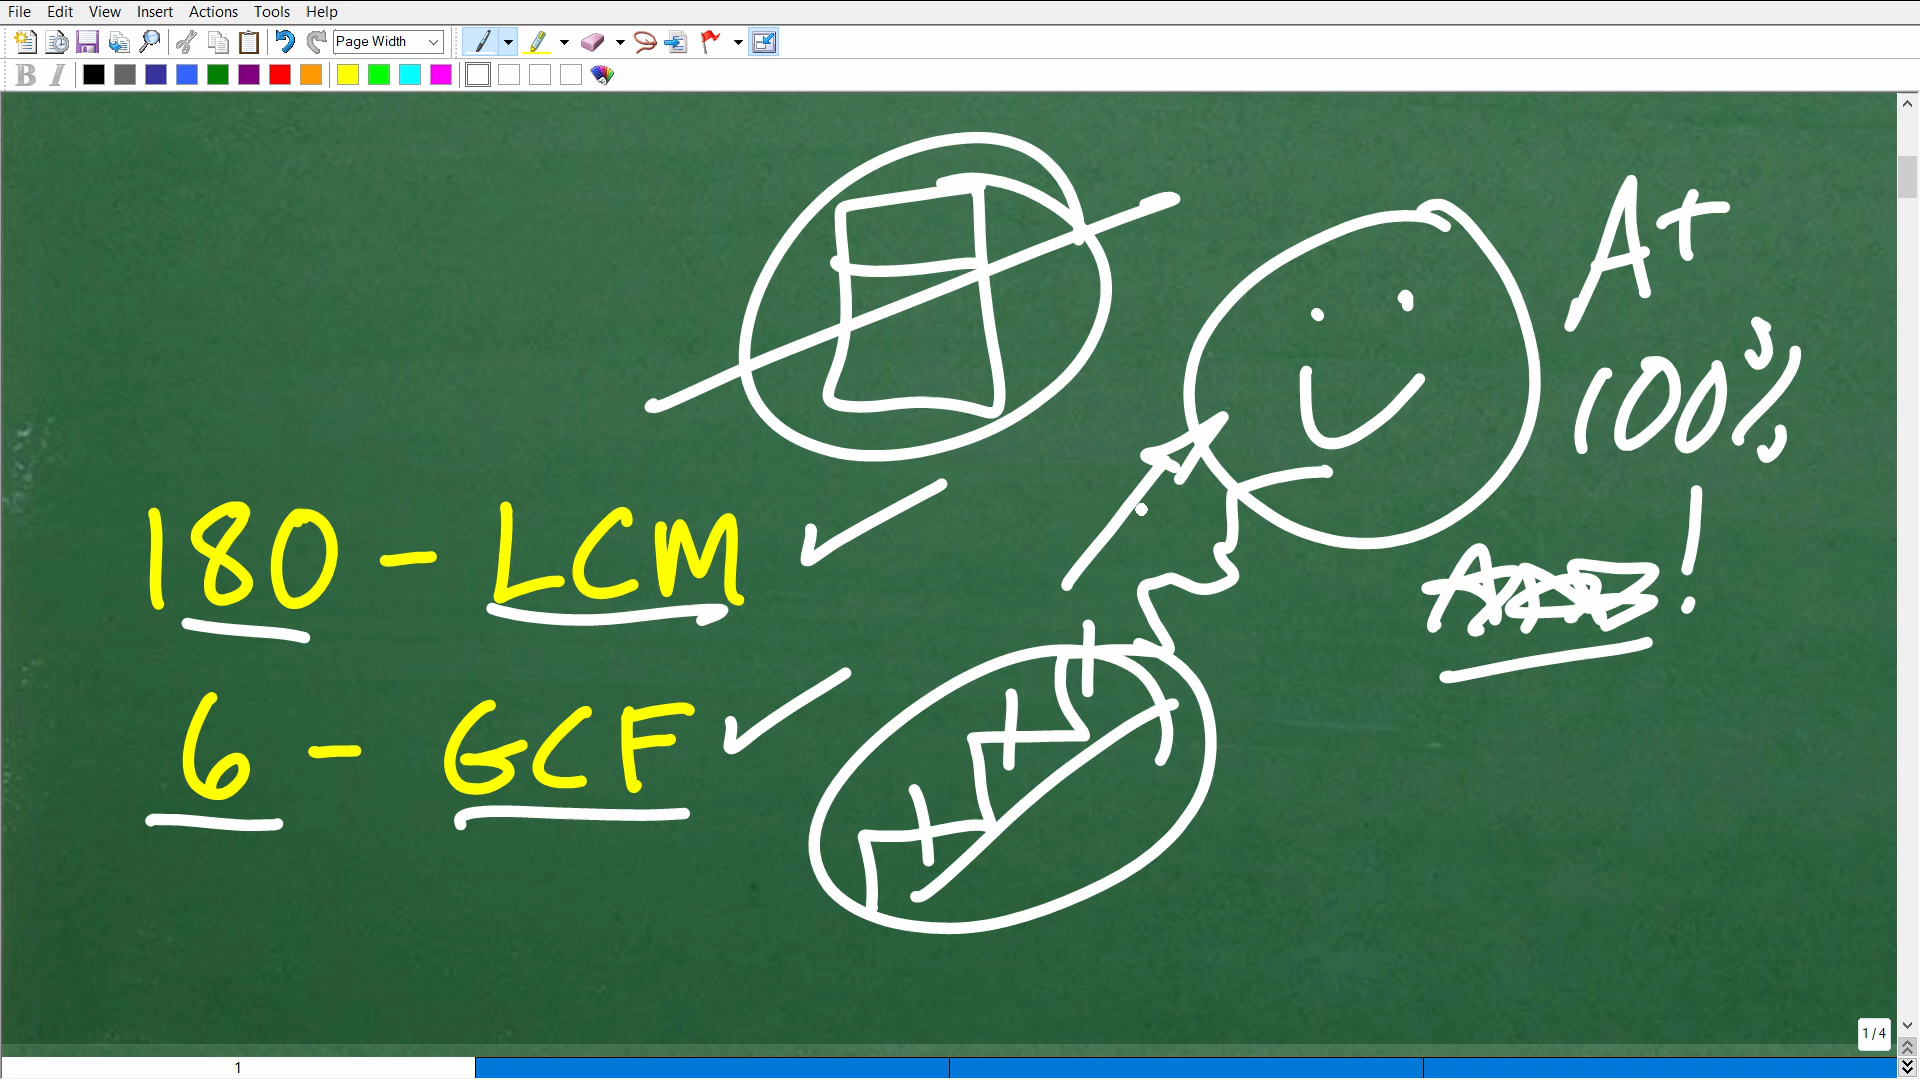 File Edit View Insert Actions Tools Help
Page Width
B I
A+
100%
!
180 - LCM
6 - GCF
1 / 4
1